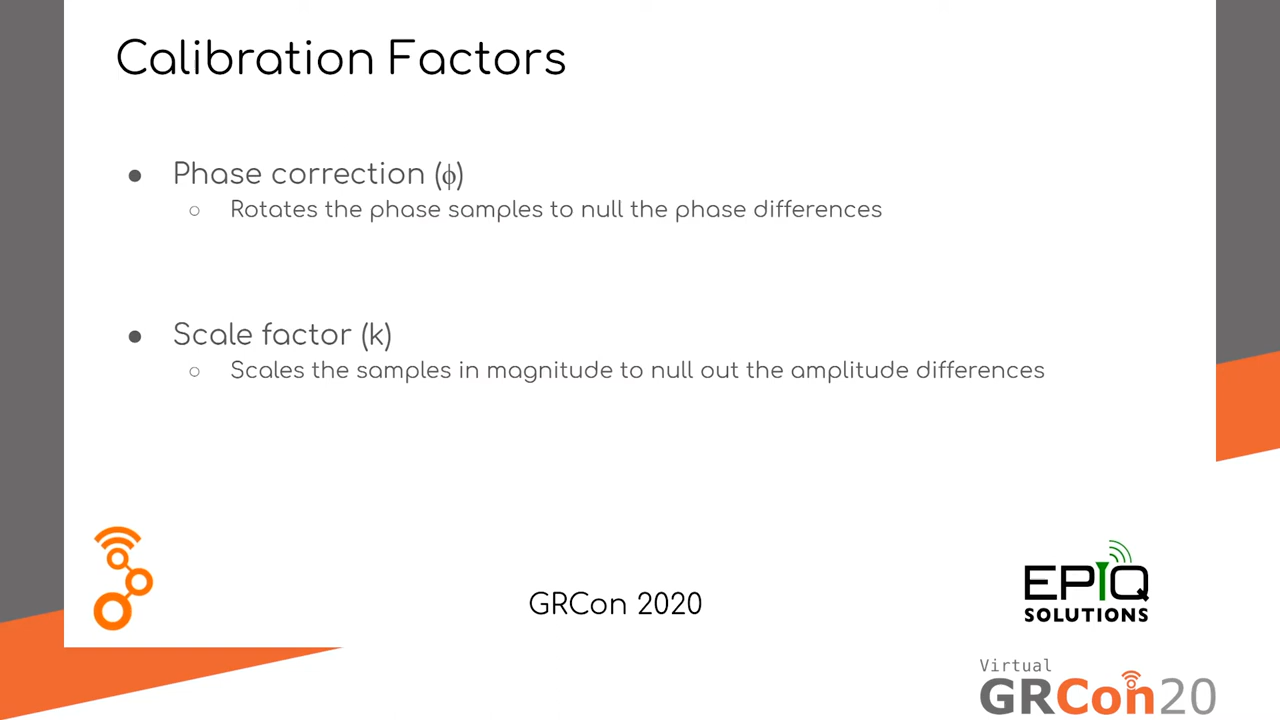 Calibration Factors
● Phase correction (ϕ)
○ Rotates the phase samples to null the phase differences
● Scale factor (k)
○ Scales the samples in magnitude to null out the amplitude differences
GRCon 2020
EPIQ
SOLUTIONS
Virtual
GRCon20